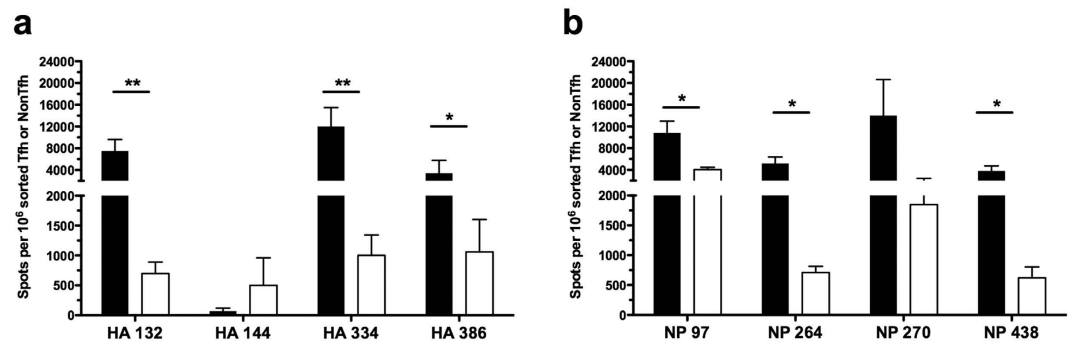 a
b
Spots per 10⁶ sorted Tfh or NonTfh
24000
20000
16000
12000
8000
4000
2000
1500
1000
500
0
**
**
*
HA 132
HA 144
HA 334
HA 386
Spots per 10⁶ sorted Tfh or NonTfh
24000
20000
16000
12000
8000
4000
2000
1500
1000
500
0
*
*
*
NP 97
NP 264
NP 270
NP 438